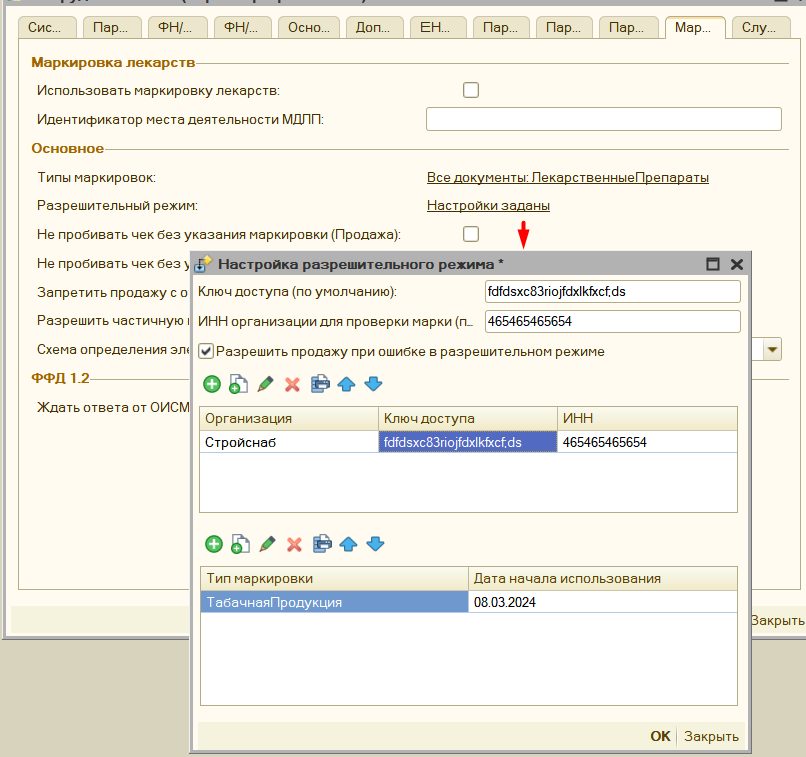 Сис... Пар... ФН/... ФН/... Осно... Доп... ЕН... Пар... Пар... Пар... Мар... Слу...
Маркировка лекарств
Использовать маркировку лекарств:
Идентификатор места деятельности МДЛП:
Основное
Типы маркировок: Все документы: ЛекарственныеПрепараты
Разрешительный режим: Настройки заданы
Не пробивать чек без указания маркировки (Продажа):
Не пробивать чек без у
Запретить продажу с о
Разрешить частичную
Схема определения эле
ФФД 1.2
Ждать ответа от ОИСМ
Закрыть
Настройка разрешительного режима *
Ключ доступа (по умолчанию): fdfdsxc83riojfdxlkfxcf;ds
ИНН организации для проверки марки (п... 465465465654
Разрешить продажу при ошибке в разрешительном режиме
Организация Ключ доступа ИНН
Стройснаб fdfdsxc83riojfdxlkfxcf;ds 465465465654
Тип маркировки Дата начала использования
ТабачнаяПродукция 08.03.2024
ОК Закрыть